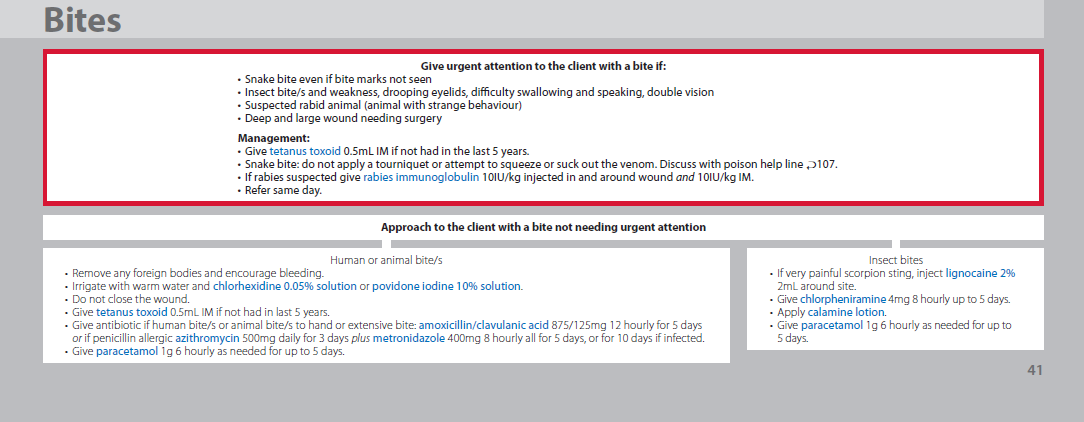 Bites
Give urgent attention to the client with a bite if:
• Snake bite even if bite marks not seen
• Insect bite/s and weakness, drooping eyelids, difficulty swallowing and speaking, double vision
• Suspected rabid animal (animal with strange behaviour)
• Deep and large wound needing surgery
Management:
• Give tetanus toxoid 0.5mL IM if not had in the last 5 years.
• Snake bite: do not apply a tourniquet or attempt to squeeze or suck out the venom. Discuss with poison help line ⮌107.
• If rabies suspected give rabies immunoglobulin 10IU/kg injected in and around wound and 10IU/kg IM.
• Refer same day.
Approach to the client with a bite not needing urgent attention
Human or animal bite/s
• Remove any foreign bodies and encourage bleeding.
• Irrigate with warm water and chlorhexidine 0.05% solution or povidone iodine 10% solution.
• Do not close the wound.
• Give tetanus toxoid 0.5mL IM if not had in last 5 years.
• Give antibiotic if human bite/s or animal bite/s to hand or extensive bite: amoxicillin/clavulanic acid 875/125mg 12 hourly for 5 days
or if penicillin allergic azithromycin 500mg daily for 3 days plus metronidazole 400mg 8 hourly all for 5 days, or for 10 days if infected.
• Give paracetamol 1g 6 hourly as needed for up to 5 days.
Insect bites
• If very painful scorpion sting, inject lignocaine 2%
2mL around site.
• Give chlorpheniramine 4mg 8 hourly up to 5 days.
• Apply calamine lotion.
• Give paracetamol 1g 6 hourly as needed for up to
5 days.
41